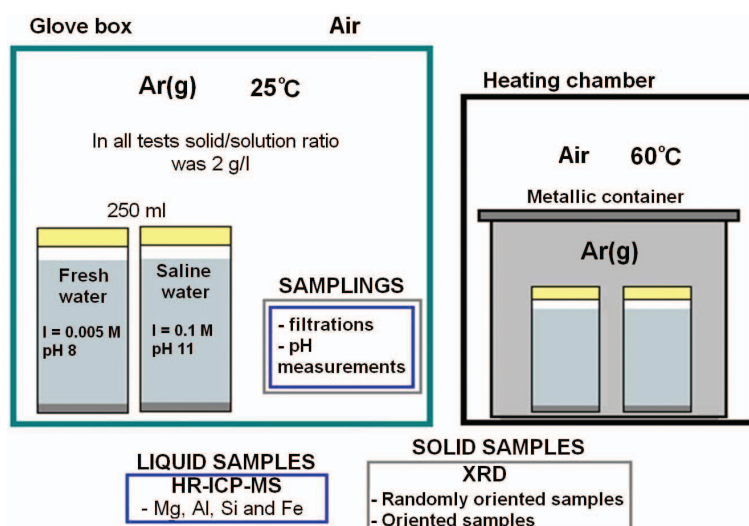 Glove box
Air
Ar(g) 25°C
In all tests solid/solution ratio
was 2 g/l
250 ml
Fresh
water
I = 0.005 M
pH 8
Saline
water
I = 0.1 M
pH 11
SAMPLINGS
- filtrations
- pH
measurements
Heating chamber
Air 60°C
Metallic container
Ar(g)
LIQUID SAMPLES
HR-ICP-MS
- Mg, Al, Si and Fe
SOLID SAMPLES
XRD
- Randomly oriented samples
- Oriented samples